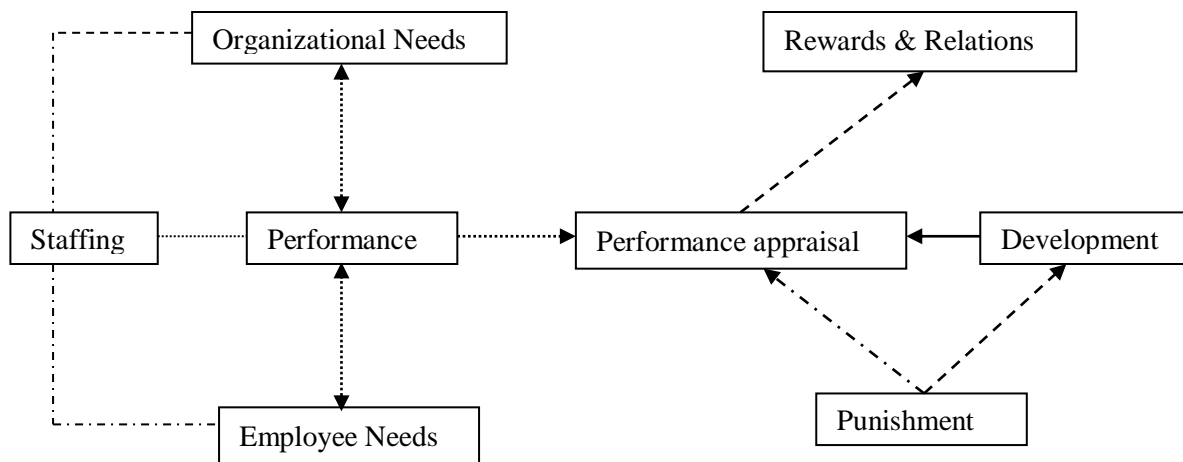 Organizational Needs
Rewards & Relations
Staffing
Performance
Performance appraisal
Development
Employee Needs
Punishment